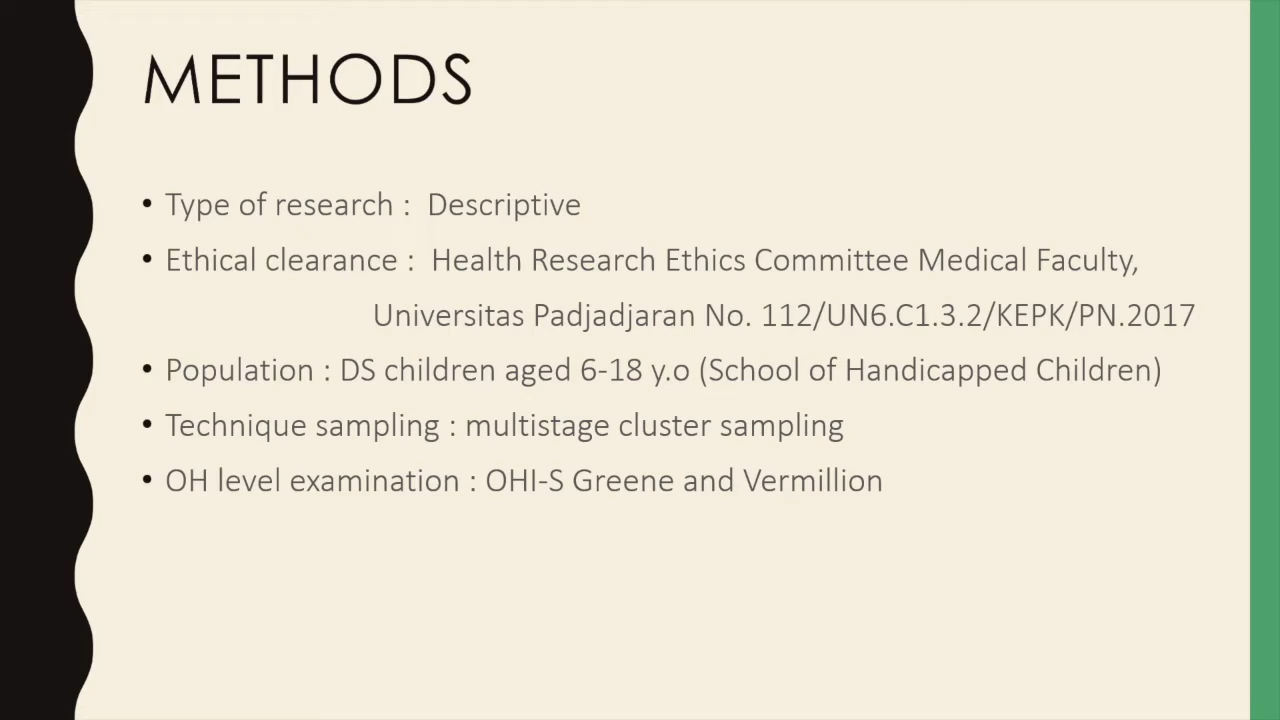 METHODS
• Type of research :  Descriptive
• Ethical clearance :  Health Research Ethics Committee Medical Faculty,
Universitas Padjadjaran No. 112/UN6.C1.3.2/KEPK/PN.2017
• Population : DS children aged 6-18 y.o (School of Handicapped Children)
• Technique sampling : multistage cluster sampling
• OH level examination : OHI-S Greene and Vermillion